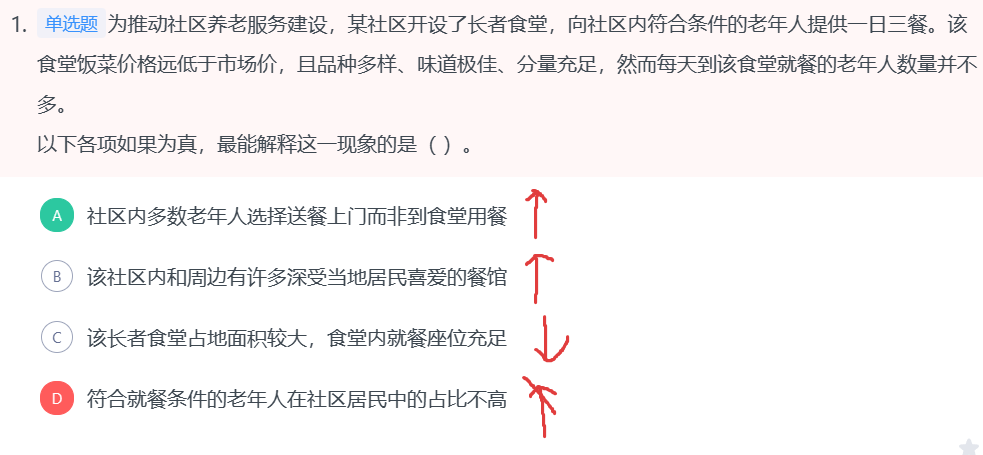 1. 单选题 为推动社区养老服务建设，某社区开设了长者食堂，向社区内符合条件的老年人提供一日三餐。该
食堂饭菜价格远低于市场价，且品种多样、味道极佳、分量充足，然而每天到该食堂就餐的老年人数量并不
多。
以下各项如果为真，最能解释这一现象的是（ ）。
A 社区内多数老年人选择送餐上门而非到食堂用餐
B 该社区内和周边有许多深受当地居民喜爱的餐馆
C 该长者食堂占地面积较大，食堂内就餐座位充足
D 符合就餐条件的老年人在社区居民中的占比不高